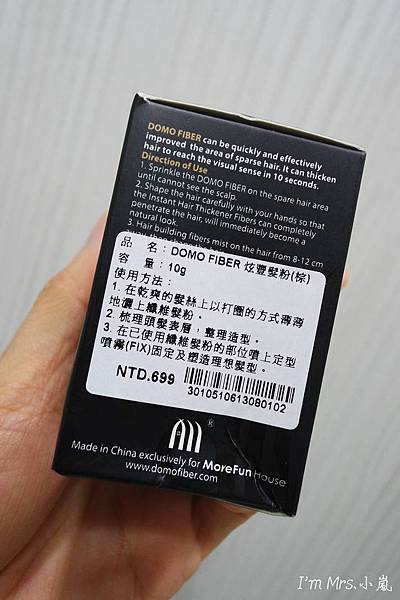 DOMO FIBER can be quickly and effectively
improved the area of sparse hair. It can thicken
hair to reach the visual sense in 10 seconds.
Direction of Use
1. Sprinkle the DOMO FIBER on the spare hair area
until cannot see the scalp.
2. Shape the hair carefully with your hands so that
the Instant Hair Thickener Fibers can completely
penetrate the hair, will immediately become a
natural look.
3. Hair building fibers mist on the hair from 8-12 cm
品 名：DOMO FIBER 炫豐髮粉(棕)
容 量：10g
使用方法：
1. 在乾爽的髮絲上以打圈的方式薄薄
地灑上纖維髮粉。
2. 梳理頭髮表層，整理造型。
3. 在已使用纖維髮粉的部位噴上定型
噴霧(FIX)固定及塑造理想髮型。
NTD.699
3010510613080102
®
Made in China exclusively for MoreFun House
www.domofiber.com
I'm Mrs.小嵐